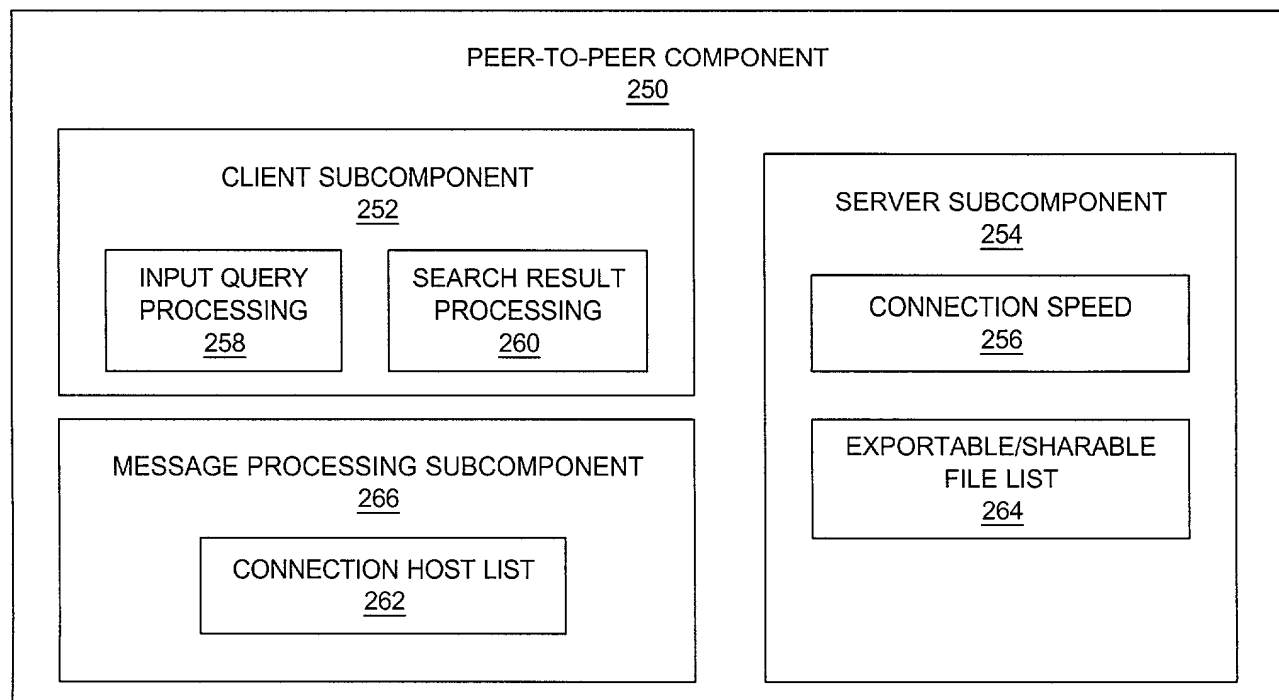 PEER-TO-PEER COMPONENT
250
CLIENT SUBCOMPONENT
252
INPUT QUERY
PROCESSING
258
SEARCH RESULT
PROCESSING
260
MESSAGE PROCESSING SUBCOMPONENT
266
CONNECTION HOST LIST
262
SERVER SUBCOMPONENT
254
CONNECTION SPEED
256
EXPORTABLE/SHARABLE
FILE LIST
264